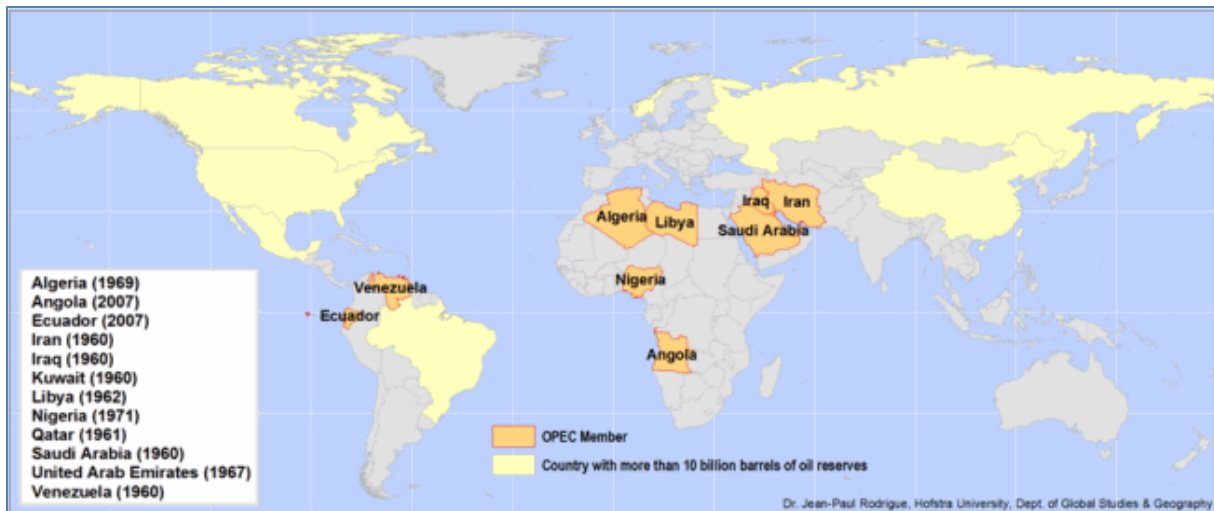 Algeria
Libya
Iraq
Iran
Saudi Arabia
Nigeria
Venezuela
Ecuador
Angola
Algeria (1969)
Angola (2007)
Ecuador (2007)
Iran (1960)
Iraq (1960)
Kuwait (1960)
Libya (1962)
Nigeria (1971)
Qatar (1961)
Saudi Arabia (1960)
United Arab Emirates (1967)
Venezuela (1960)
OPEC Member
Country with more than 10 billion barrels of oil reserves
Dr. Jean-Paul Rodrigue, Hofstra University, Dept. of Global Studies & Geography